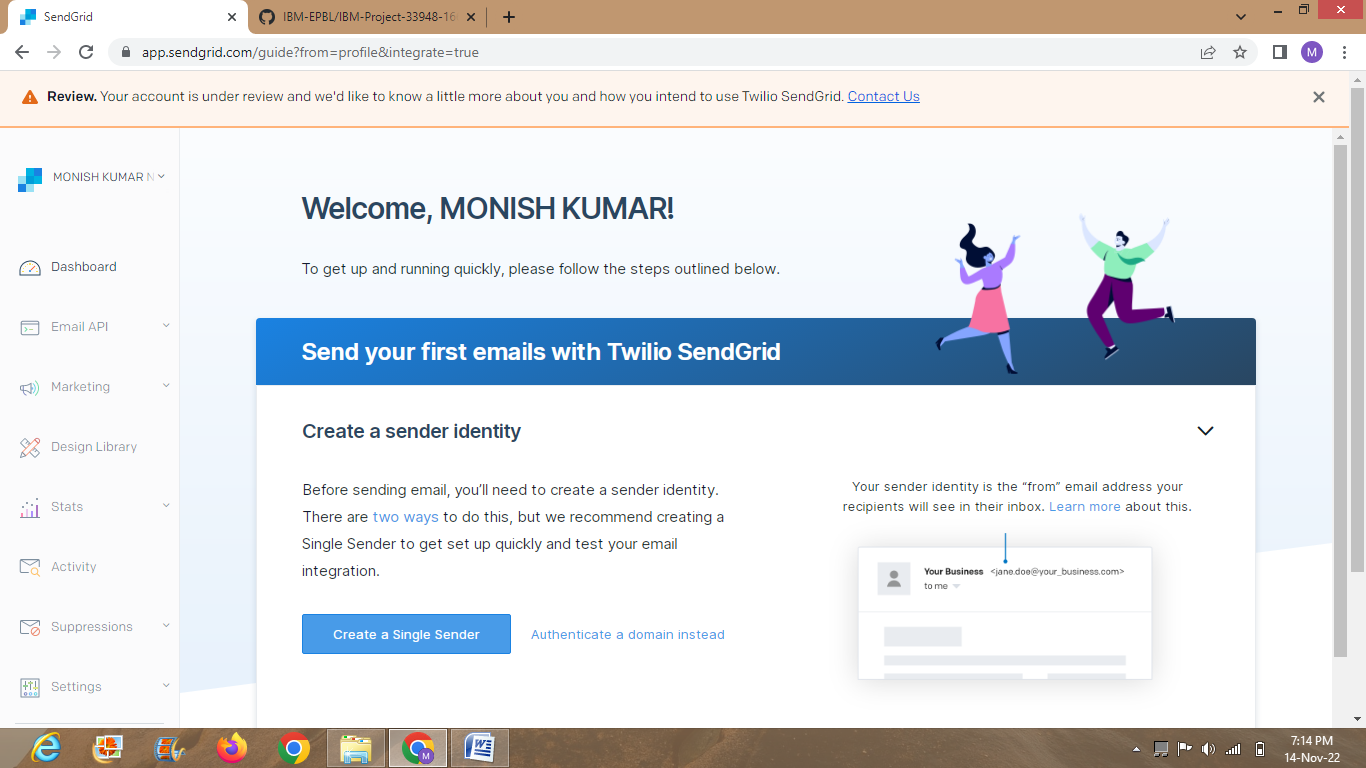 SendGrid
IBM-EPBL/IBM-Project-33948-16
app.sendgrid.com/guide?from=profile&integrate=true
M
Review. Your account is under review and we'd like to know a little more about you and how you intend to use Twilio SendGrid. Contact Us
MONISH KUMAR N
Welcome, MONISH KUMAR!
To get up and running quickly, please follow the steps outlined below.
Dashboard
Email API
Marketing
Design Library
Stats
Activity
Suppressions
Settings
Send your first emails with Twilio SendGrid
Create a sender identity
Before sending email, you’ll need to create a sender identity.
There are two ways to do this, but we recommend creating a
Single Sender to get set up quickly and test your email
integration.
Create a Single Sender
Authenticate a domain instead
Your sender identity is the “from” email address your
recipients will see in their inbox. Learn more about this.
Your Business <jane.doe@your_business.com>
to me
M
W
7:14 PM
14-Nov-22